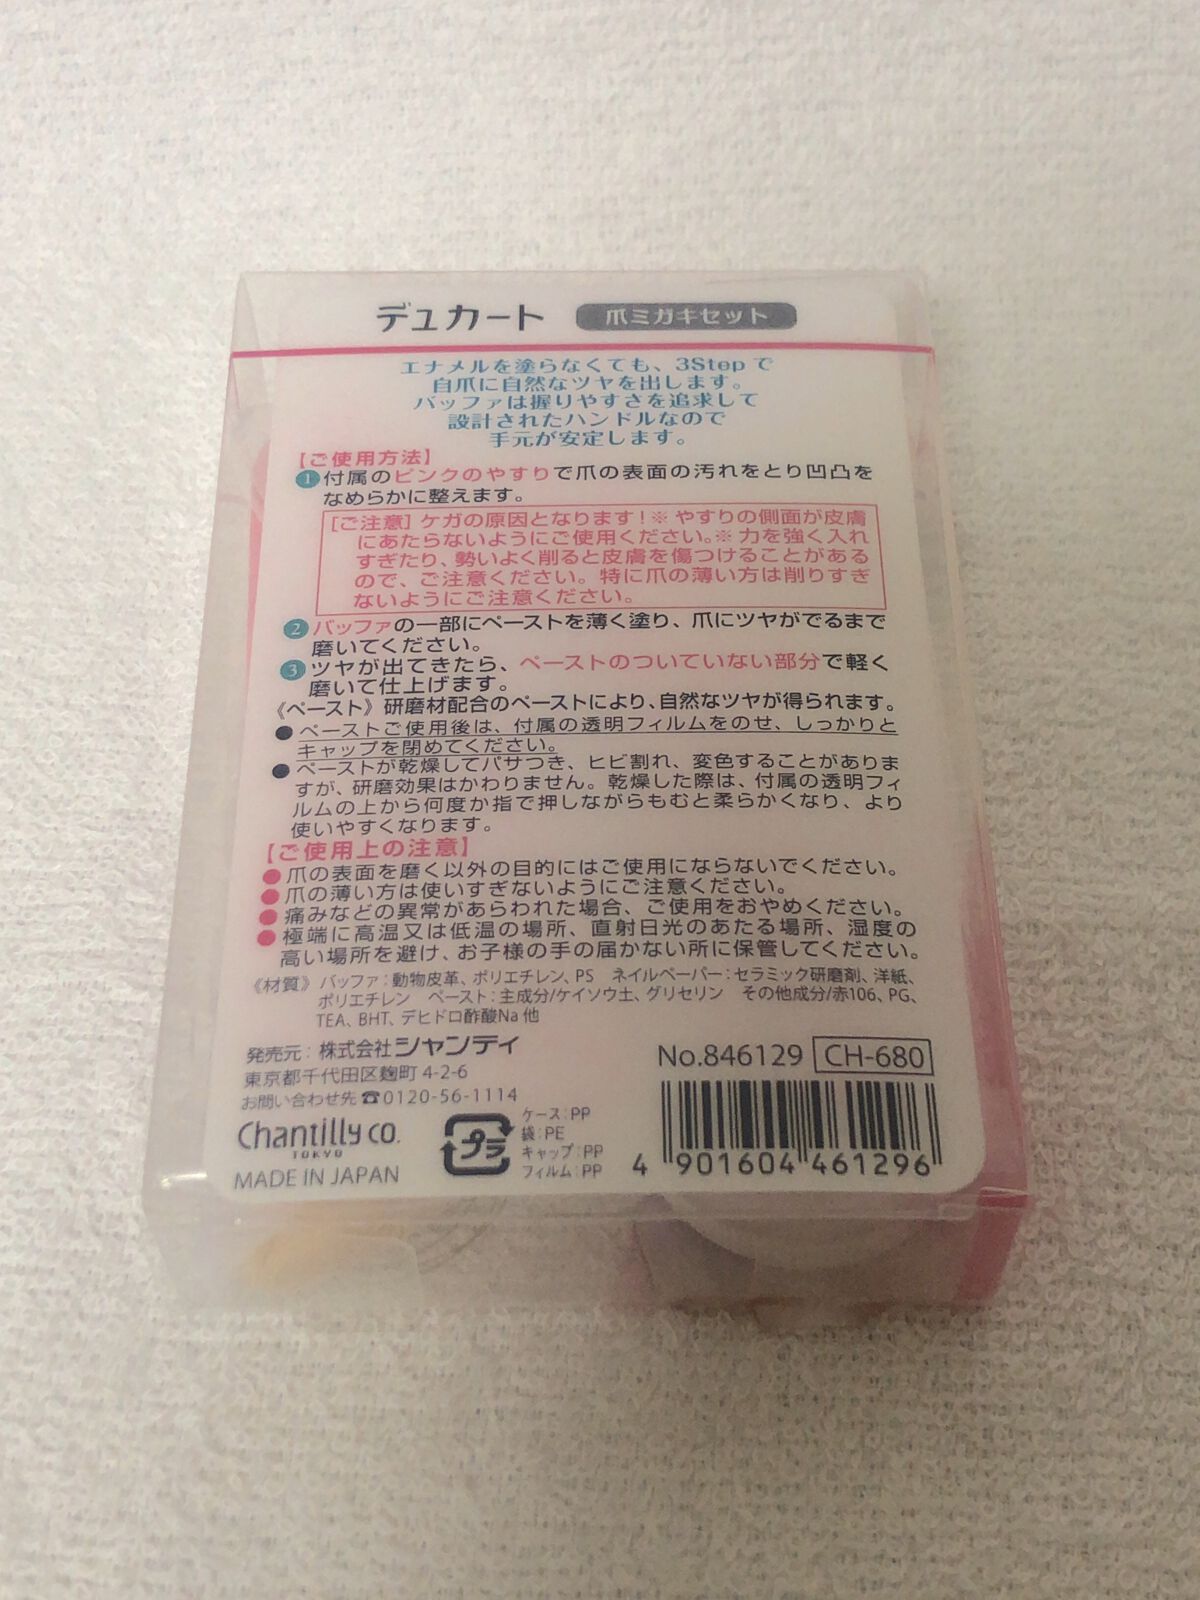 デュカート 爪ミガキセット
エナメルを塗らなくても、3Stepで
自爪に自然なツヤを出します。
バッファは握りやすさを追求して
設計されたハンドルなので
手元が安定します。
【ご使用方法】
1 付属のピンクのやすりで爪の表面の汚れをとり凹凸を
なめらかに整えます。
[ご注意] ケガの原因となります!※やすりの側面が皮膚
にあたらないようにご使用ください。※力を強く入れ
すぎたり、勢いよく削ると皮膚を傷つけることがある
ので、ご注意ください。特に爪の薄い方は削りすぎ
ないようにご注意ください。
2 バッファの一部にペーストを薄く塗り、爪にツヤがでるまで
磨いてください。
3 ツヤが出てきたら、ペーストのついていない部分で軽く
磨いて仕上げます。
《ペースト》研磨材配合のペーストにより、自然なツヤが得られます。
●ペーストご使用後は、付属の透明フィルムをのせ、しっかりと
キャップを閉めてください。
●ペーストが乾燥してパサつき、ヒビ割れ、変色することがありま
すが、研磨効果はかわりません。乾燥した際は、付属の透明フィ
ルムの上から何度か指で押しながらもむと柔らかくなり、より
使いやすくなります。
【ご使用上の注意】
●爪の表面を磨く以外の目的にはご使用にならないでください。
●爪の薄い方は使いすぎないようにご注意ください。
●痛みなどの異常があらわれた場合、ご使用をおやめください。
●極端に高温又は低温の場所、直射日光のあたる場所、湿度の
高い場所を避け、お子様の手の届かない所に保管してください。
《材質》バッファ:動物皮革、ポリエチレン、PS ネイルペーパー:セラミック研磨剤、洋紙、
ポリエチレン ペースト:主成分/ケイソウ土、グリセリン その他成分/赤106、PG、
TEA、BHT、デヒドロ酢酸Na 他
発売元:株式会社シャンティ
東京都千代田区麹町4-2-6
お問い合わせ先☎0120-56-1114
Chantilly CO.
TOKYO
MADE IN JAPAN
プラ
ケース:PP
袋:PE
キャップ:PP
フィルム:PP
No.846129 CH-680
4 901604 461296